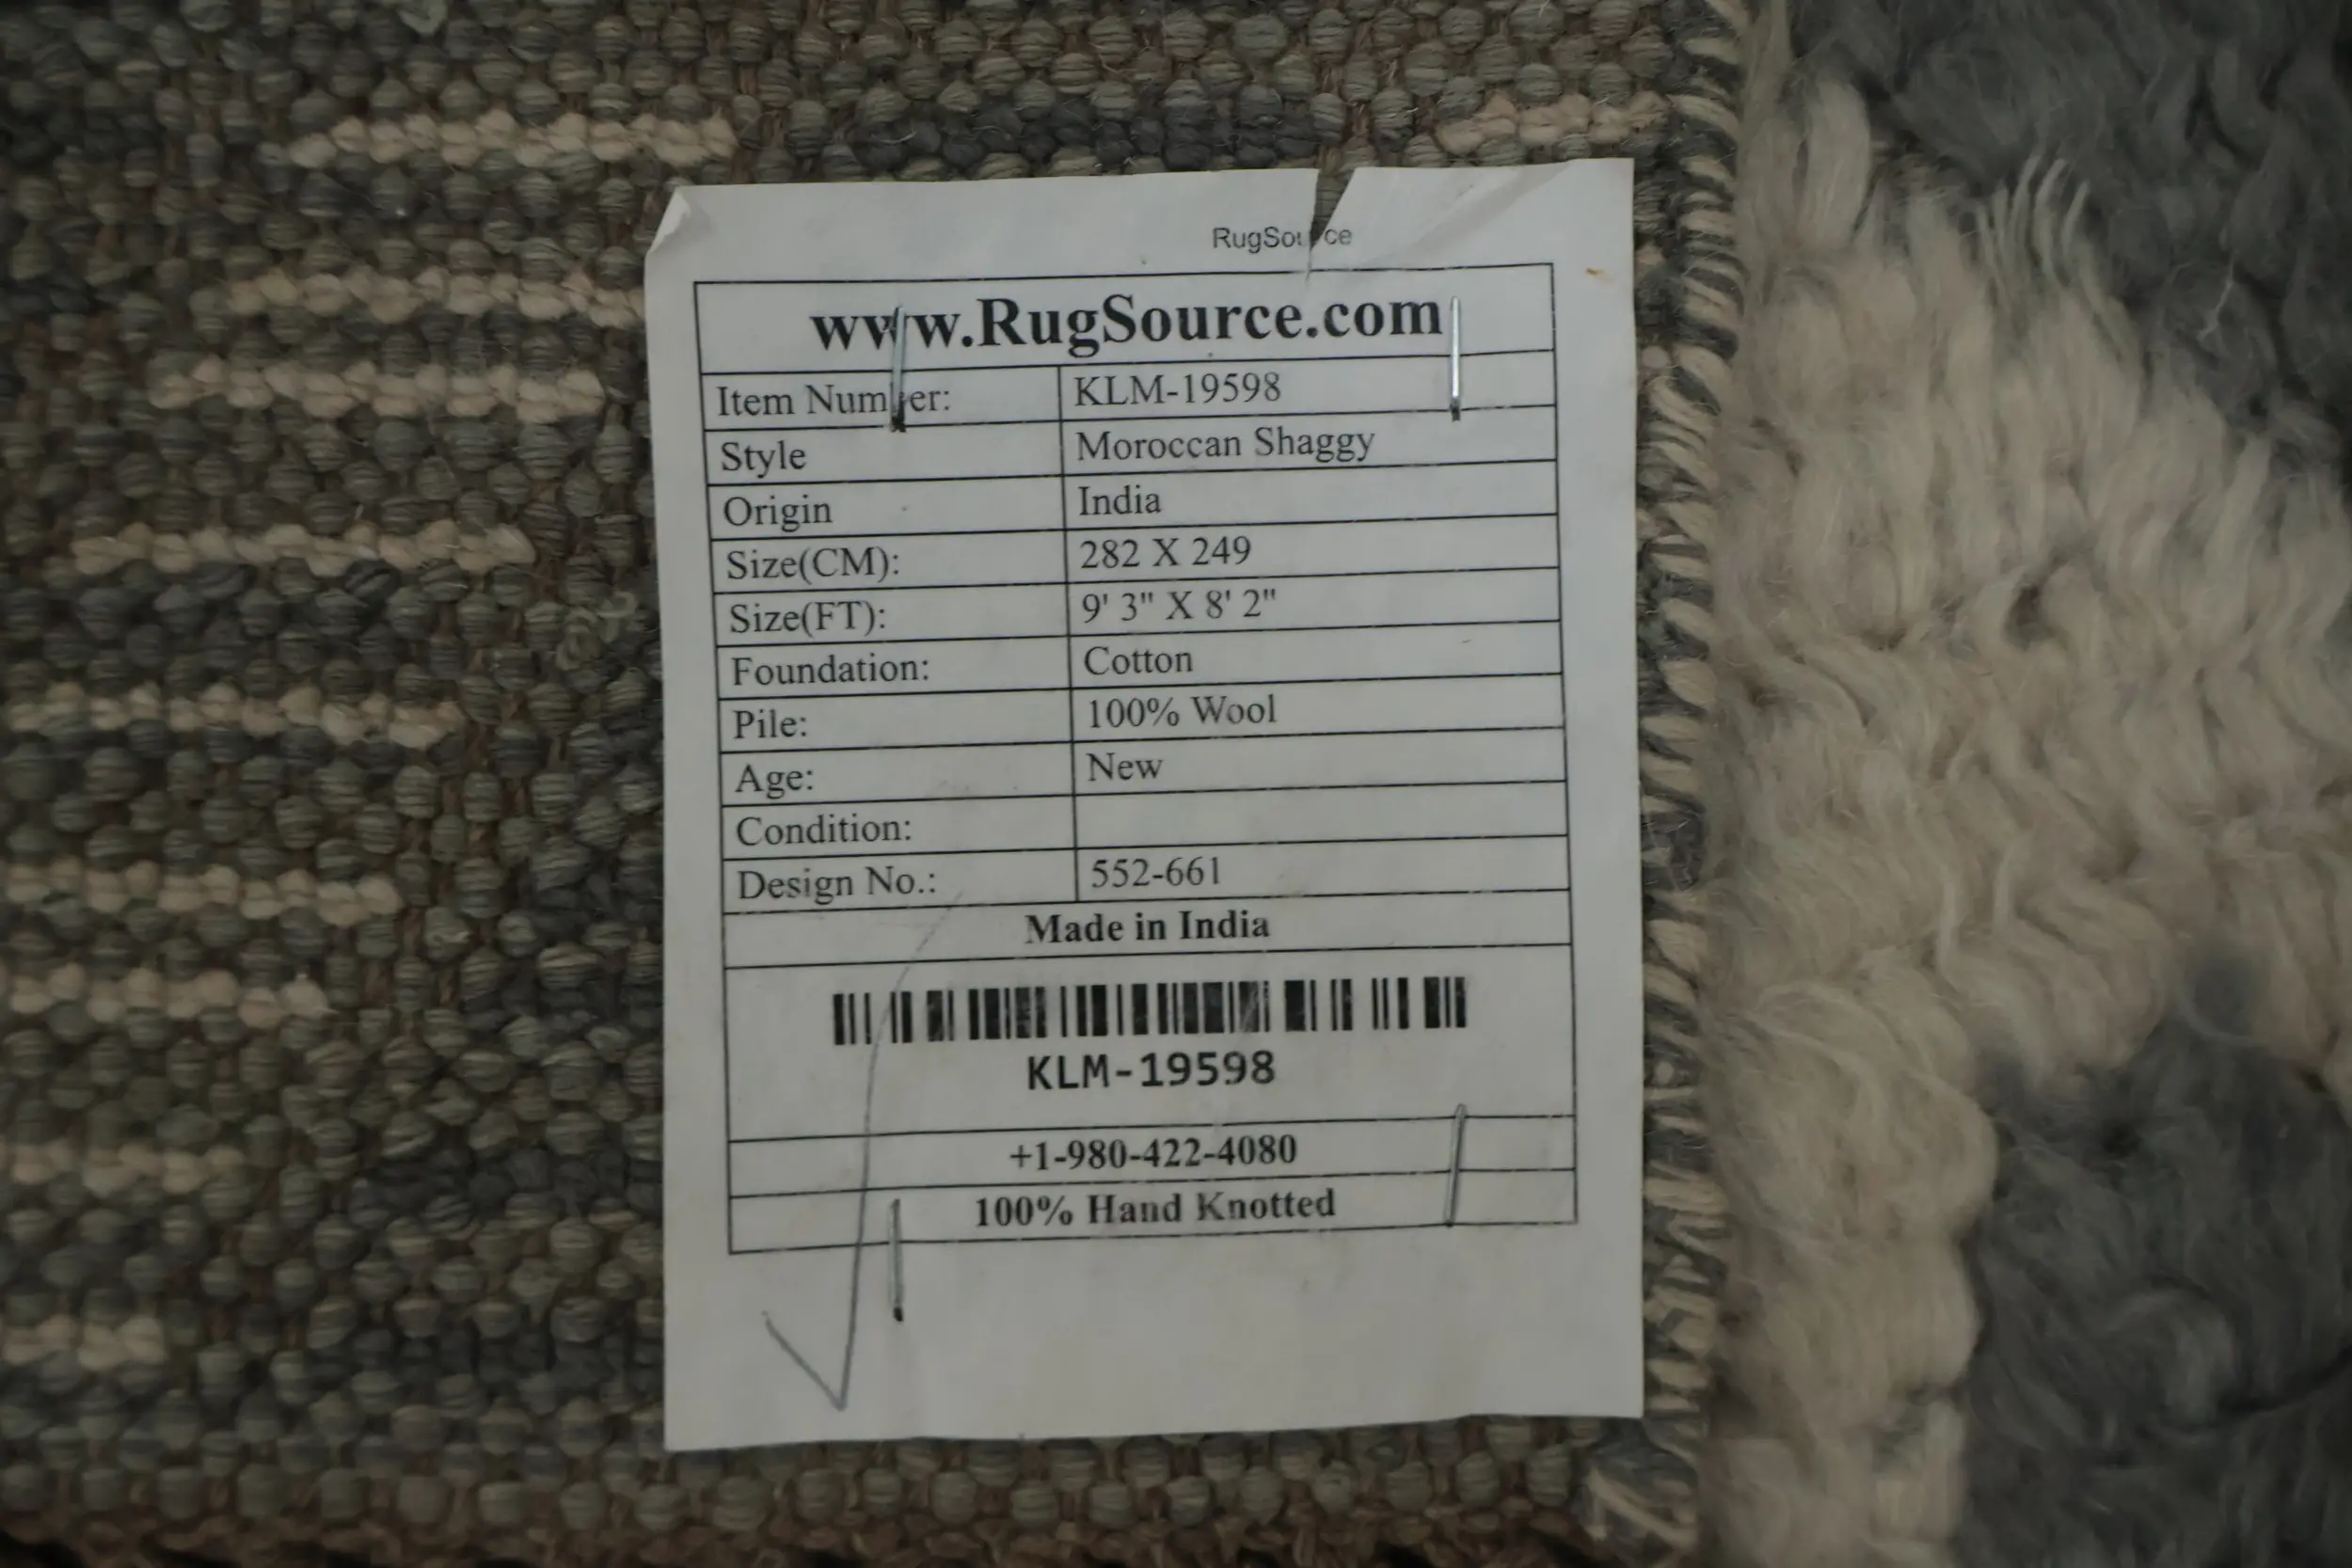 RugSource
www.RugSource.com
Item Number: KLM-19598
Style Moroccan Shaggy
Origin India
Size(CM): 282 X 249
Size(FT): 9' 3" X 8' 2"
Foundation: Cotton
Pile: 100% Wool
Age: New
Condition:
Design No.: 552-661
Made in India
KLM-19598
+1-980-422-4080
100% Hand Knotted